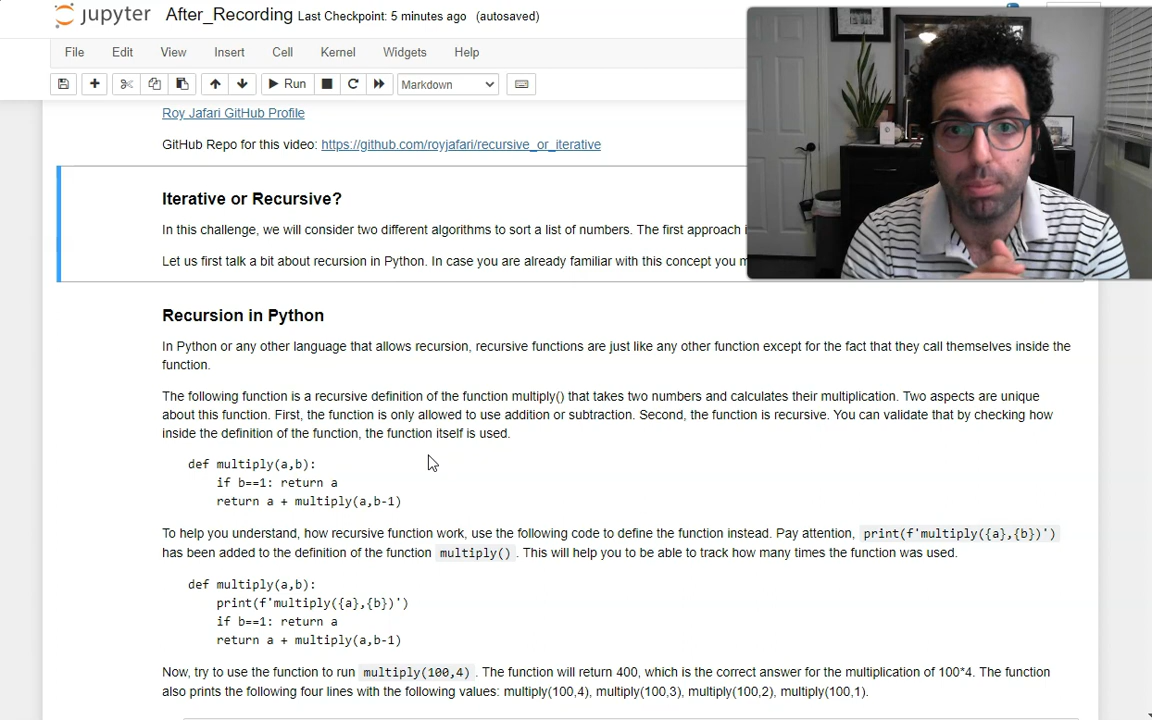 jupyter After_Recording Last Checkpoint: 5 minutes ago (autosaved)
File Edit View Insert Cell Kernel Widgets Help
Run Markdown
Roy Jafari GitHub Profile
GitHub Repo for this video: https://github.com/royjafari/recursive_or_iterative
Iterative or Recursive?
In this challenge, we will consider two different algorithms to sort a list of numbers. The first approach
Let us first talk a bit about recursion in Python. In case you are already familiar with this concept you
Recursion in Python
In Python or any other language that allows recursion, recursive functions are just like any other function except for the fact that they call themselves inside the
function.
The following function is a recursive definition of the function multiply() that takes two numbers and calculates their multiplication. Two aspects are unique
about this function. First, the function is only allowed to use addition or subtraction. Second, the function is recursive. You can validate that by checking how
inside the definition of the function, the function itself is used.
def multiply(a,b):
if b==1: return a
return a + multiply(a,b-1)
To help you understand, how recursive function work, use the following code to define the function instead. Pay attention, print(f'multiply({a},{b})')
has been added to the definition of the function multiply() . This will help you to be able to track how many times the function was used.
def multiply(a,b):
print(f'multiply({a},{b})')
if b==1: return a
return a + multiply(a,b-1)
Now, try to use the function to run multiply(100,4) . The function will return 400, which is the correct answer for the multiplication of 100*4. The function
also prints the following four lines with the following values: multiply(100,4), multiply(100,3), multiply(100,2), multiply(100,1).